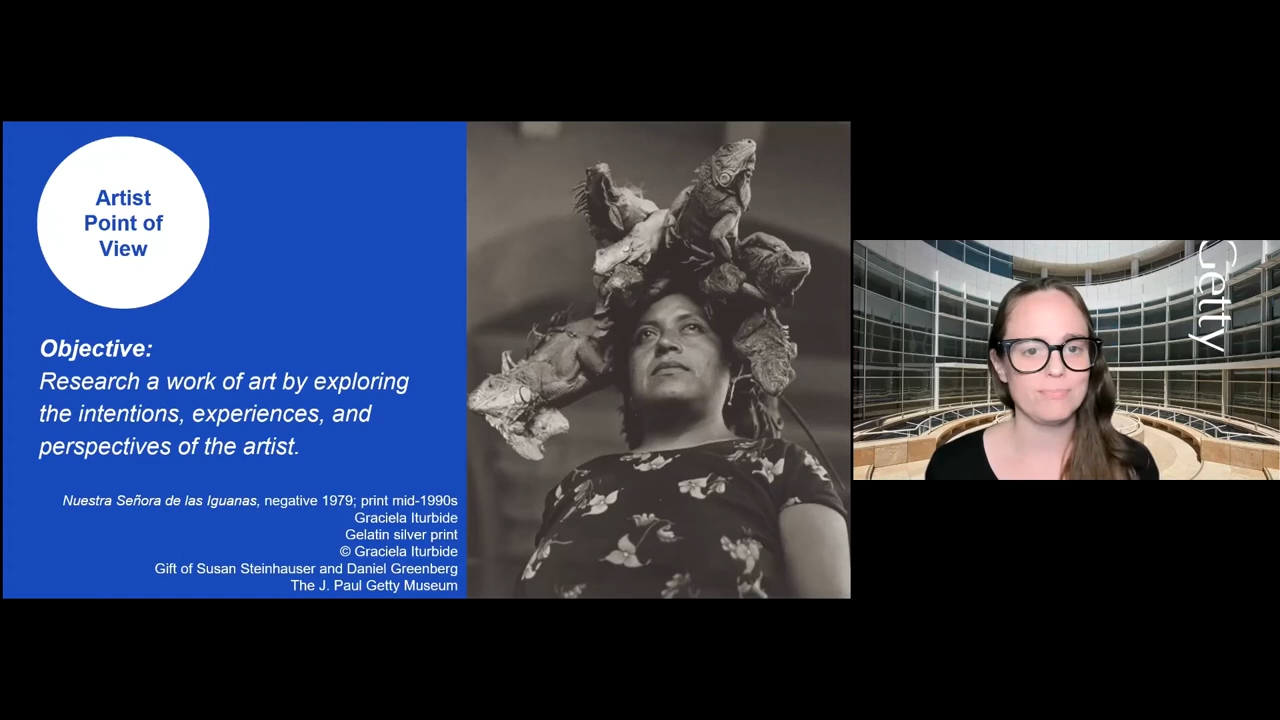 Artist
Point of
View
Objective:
Research a work of art by exploring
the intentions, experiences, and
perspectives of the artist.
Nuestra Señora de las Iguanas, negative 1979; print mid-1990s
Graciela Iturbide
Gelatin silver print
© Graciela Iturbide
Gift of Susan Steinhauser and Daniel Greenberg
The J. Paul Getty Museum
Getty